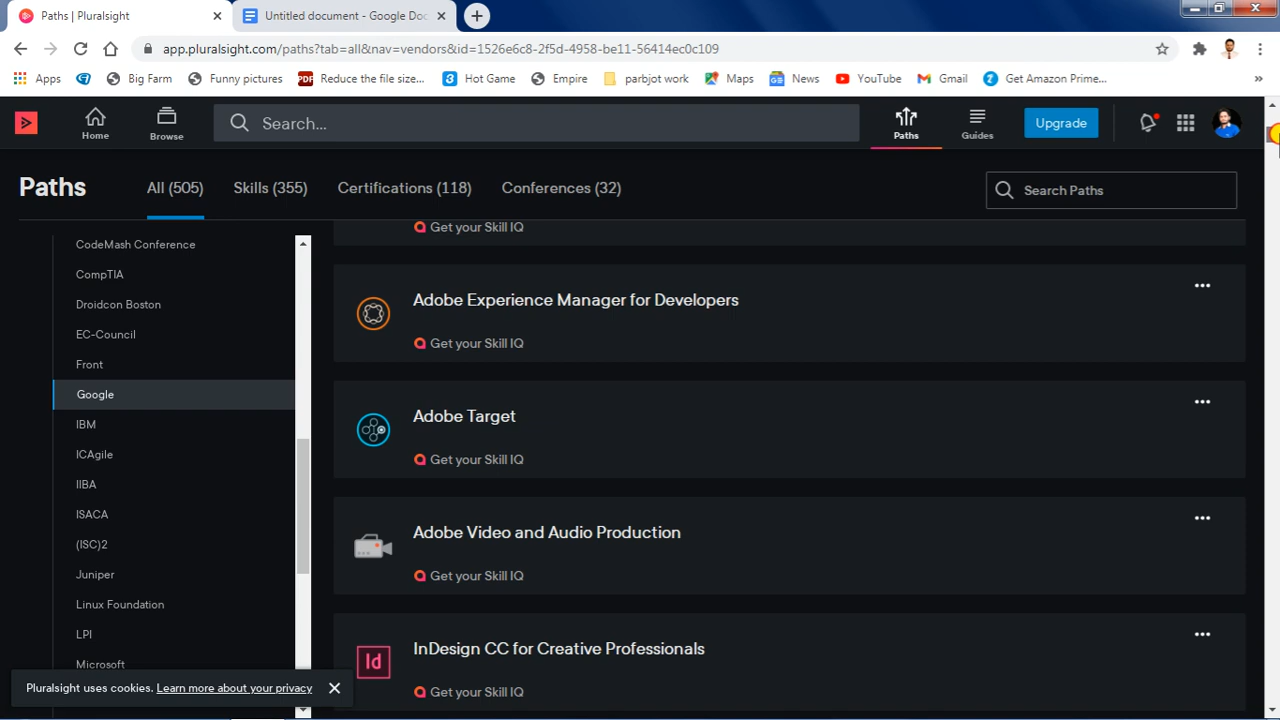 Paths | Pluralsight
Untitled document - Google Doc
app.pluralsight.com/paths?tab=all&nav=vendors&id=1526e6c8-2f5d-4958-be11-56414ec0c109
Apps
Big Farm
Funny pictures
PDF
Reduce the file size...
Hot Game
Empire
parbjot work
Maps
News
YouTube
Gmail
Get Amazon Prime...
Home
Browse
Search...
Paths
Guides
Upgrade
Paths
All (505)
Skills (355)
Certifications (118)
Conferences (32)
Search Paths
CodeMash Conference
CompTIA
Droidcon Boston
EC-Council
Front
Google
IBM
ICAgile
IIBA
ISACA
(ISC)2
Juniper
Linux Foundation
LPI
Microsoft
Get your Skill IQ
Adobe Experience Manager for Developers
Get your Skill IQ
Adobe Target
Get your Skill IQ
Adobe Video and Audio Production
Get your Skill IQ
Id
InDesign CC for Creative Professionals
Get your Skill IQ
Pluralsight uses cookies. Learn more about your privacy